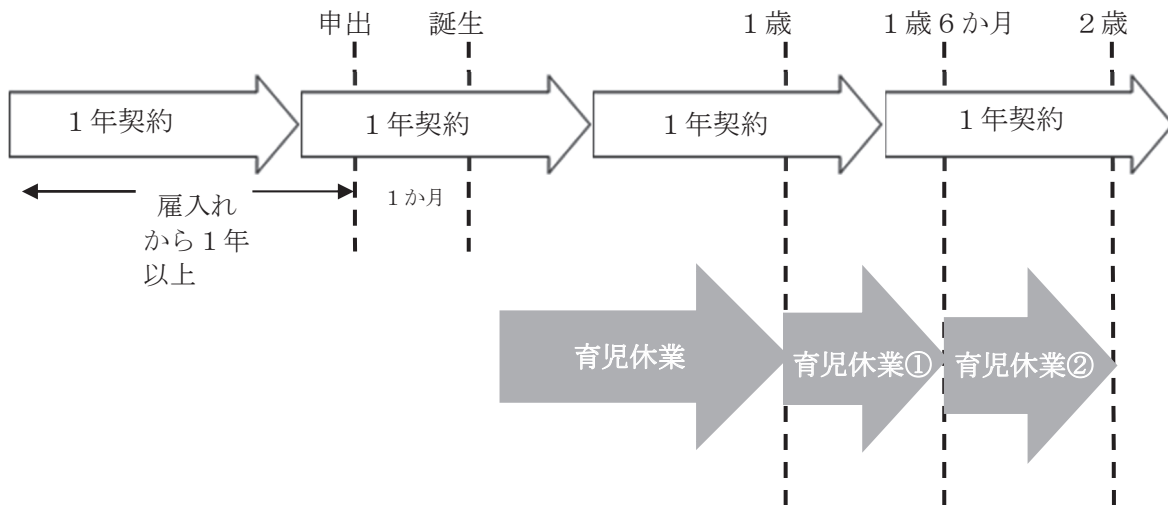 申出
誕生
１歳
１歳６か月
２歳
１年契約
１年契約
１年契約
１年契約
１か月
雇入れ
から１年
以上
育児休業
育児休業①
育児休業②